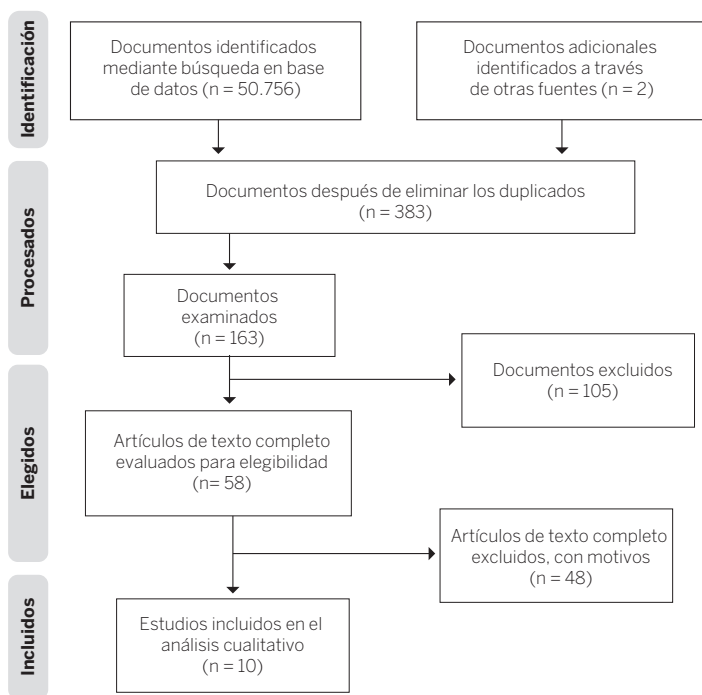 Identificación
Documentos identificados
mediante búsqueda en base
de datos (n = 50.756)
Documentos adicionales
identificados a través
de otras fuentes (n = 2)
Procesados
Documentos después de eliminar los duplicados
(n = 383)
Documentos
examinados
(n = 163)
Documentos excluidos
(n = 105)
Elegidos
Artículos de texto completo
evaluados para elegibilidad
(n= 58)
Artículos de texto completo
excluidos, con motivos
(n = 48)
Incluidos
Estudios incluidos en el
análisis cualitativo
(n = 10)